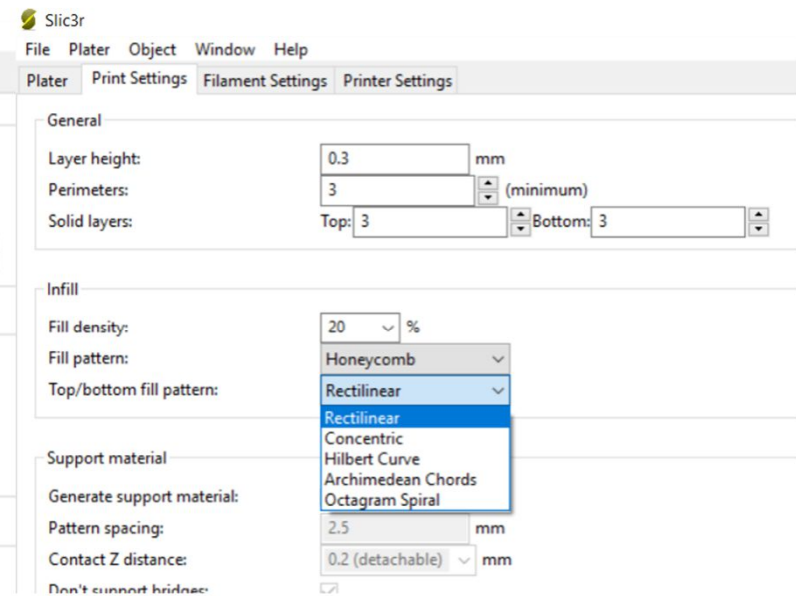 Slic3r
File Plater Object Window Help
Plater Print Settings Filament Settings Printer Settings
General
Layer height: 0.3 mm
Perimeters: 3 (minimum)
Solid layers: Top: 3 Bottom: 3
Infill
Fill density: 20 %
Fill pattern: Honeycomb
Top/bottom fill pattern: Rectilinear
Rectilinear
Concentric
Hilbert Curve
Archimedean Chords
Octagram Spiral
Support material
Generate support material:
Pattern spacing: 2.5 mm
Contact Z distance: 0.2 (detachable) mm
Don't support bridges: